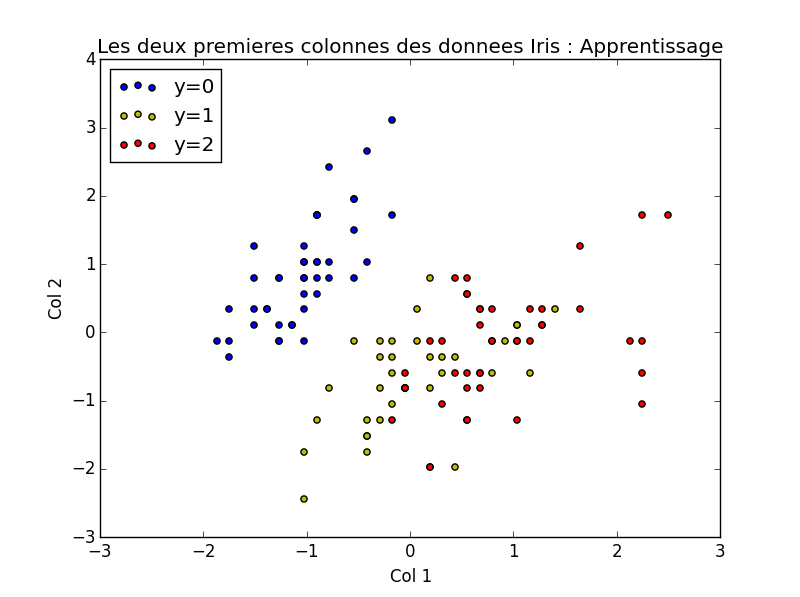 Les deux premieres colonnes des donnees Iris : Apprentissage
4
y=0
y=1
y=2
3
2
1
0
−1
−2
−3
Col 2
−3 −2 −1 0 1 2 3
Col 1